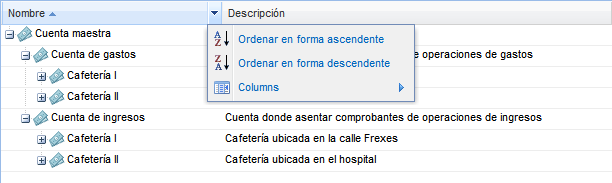 Nombre Descripción
Cuenta maestra
Ordenar en forma ascendente
Cuenta de gastos de operaciones de gastos
Ordenar en forma descendente
Cafetería I
Columns
Cafetería II
Cuenta de ingresos Cuenta donde asentar comprobantes de operaciones de ingresos
Cafetería I Cafetería ubicada en la calle Frexes
Cafetería II Cafetería ubicada en el hospital